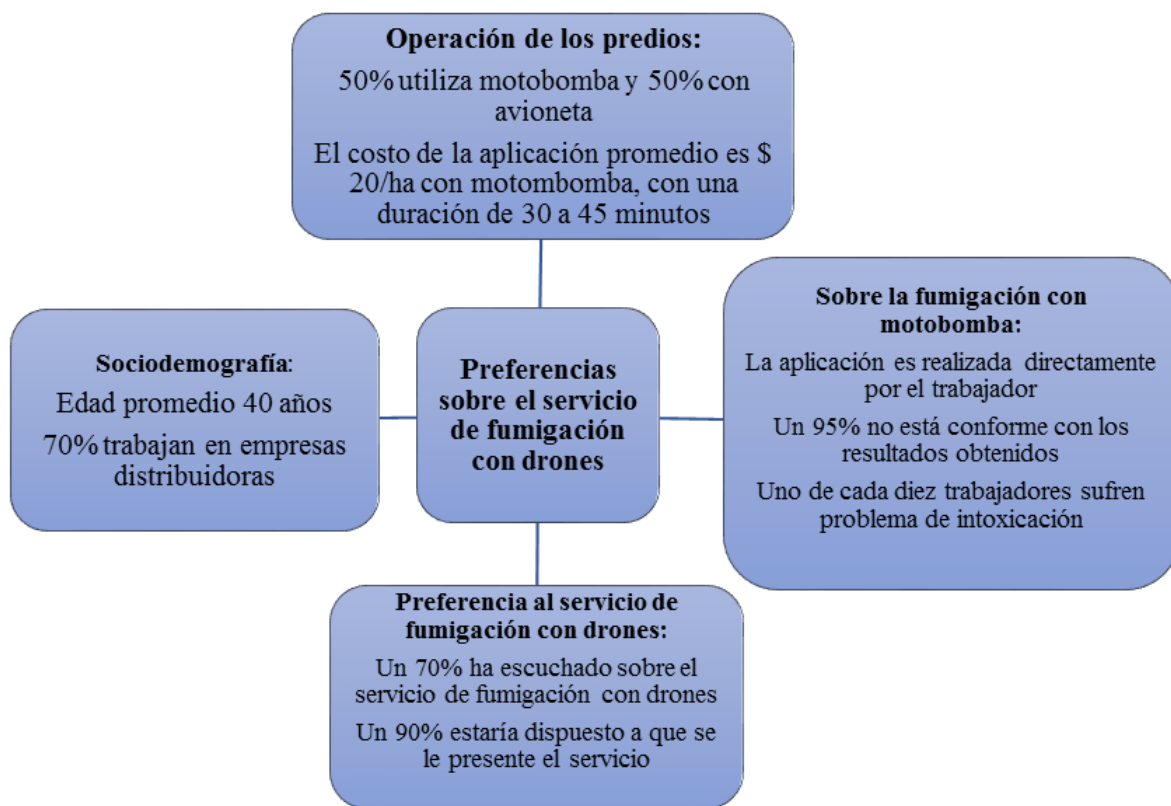 Operación de los predios:
50% utiliza motobomba y 50% con
avioneta
El costo de la aplicación promedio es $
20/ha con motombomba, con una
duración de 30 a 45 minutos
Sociodemografía:
Edad promedio 40 años
70% trabajan en empresas
distribuidoras
Preferencias
sobre el servicio
de fumigación
con drones
Sobre la fumigación con
motobomba:
La aplicación es realizada directamente
por el trabajador
Un 95% no está conforme con los
resultados obtenidos
Uno de cada diez trabajadores sufren
problema de intoxicación
Preferencia al servicio de
fumigación con drones:
Un 70% ha escuchado sobre el
servicio de fumigación con drones
Un 90% estaría dispuesto a que se
le presente el servicio